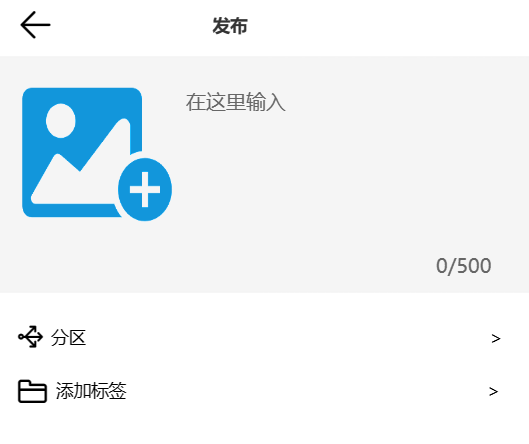 发布
在这里输入
0/500
分区 >
添加标签 >